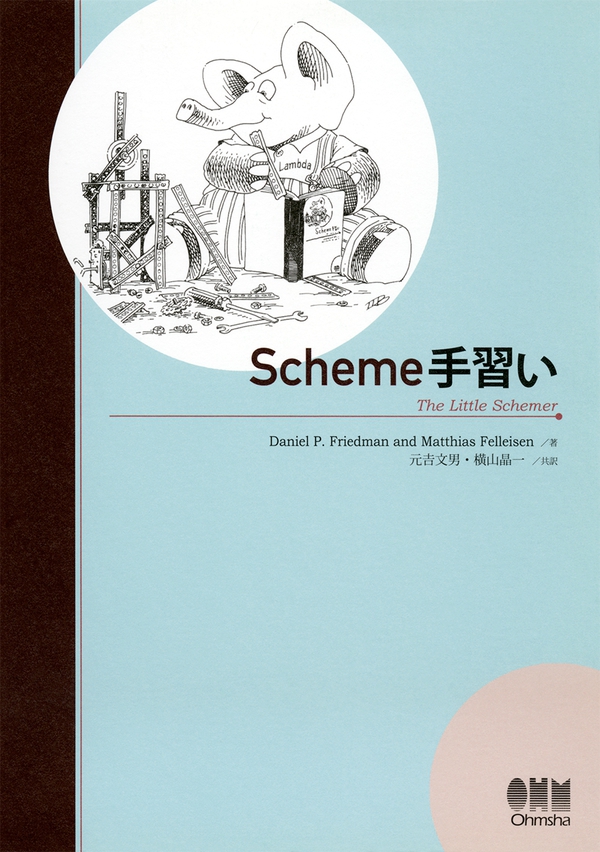 Lambda
Scheme手習い
The Little Schemer
Daniel P. Friedman and Matthias Felleisen ／著
元吉文男・横山晶一 ／共訳
OHM
Ohmsha